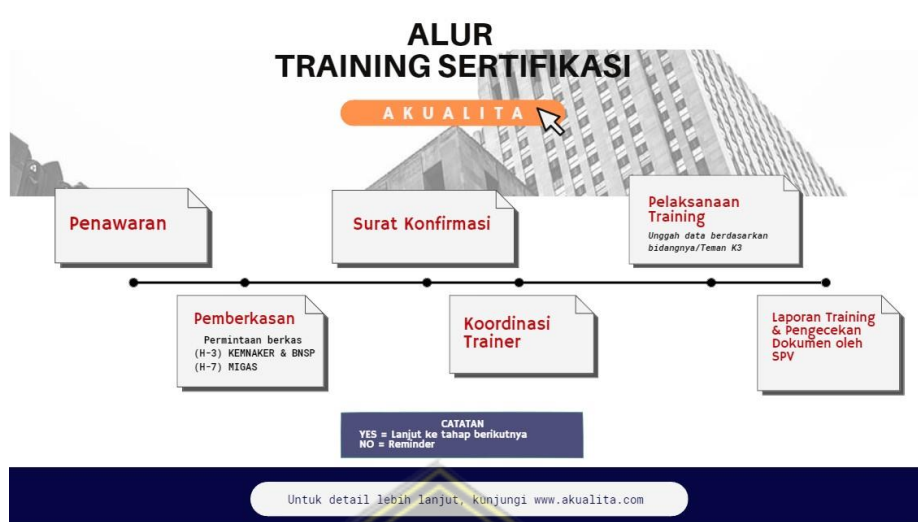 ALUR
TRAINING SERTIFIKASI
AKUALITA
Penawaran
Surat Konfirmasi
Pelaksanaan
Training
Unggah data berdasarkan
bidangnya/Teman K3
Pemberkasan
Permintaan berkas
(H-3) KEMNAKER & BNSP
(H-7) MIGAS
Koordinasi
Trainer
Laporan Training
& Pengecekan
Dokumen oleh
SPV
CATATAN
YES = Lanjut ke tahap berikutnya
NO = Reminder
Untuk detail lebih lanjut, kunjungi www.akualita.com